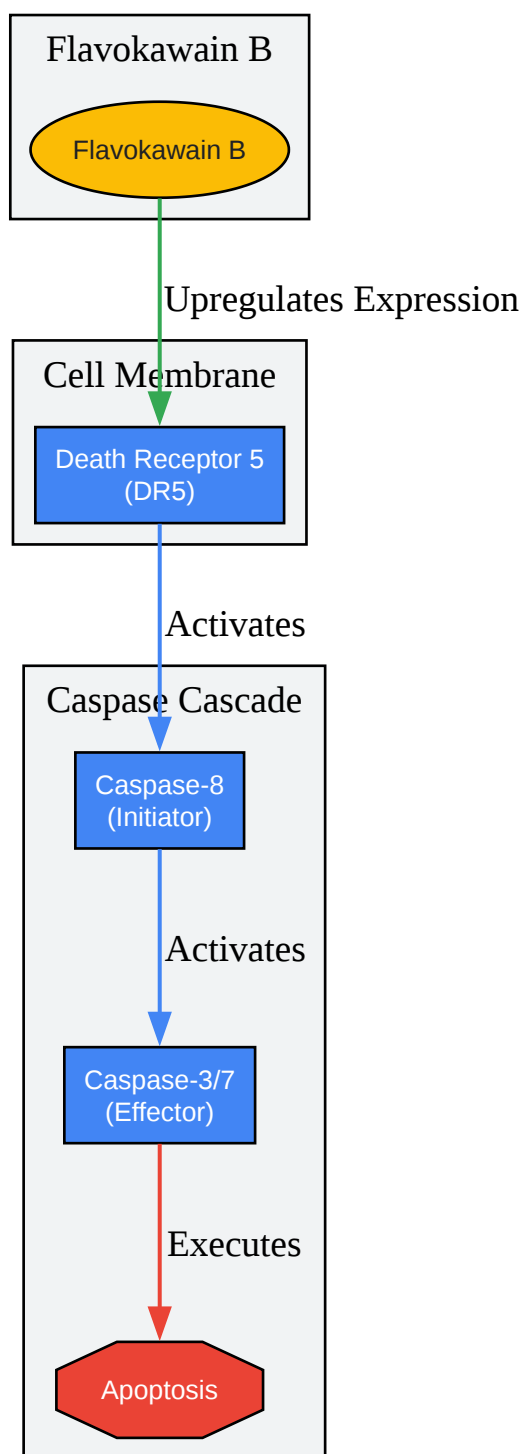 Flavokawain B
Flavokawain B
Upregulates Expression
Cell Membrane
Death Receptor 5
(DR5)
Activates
Caspase Cascade
Caspase-8
(Initiator)
Activates
Caspase-3/7
(Effector)
Executes
Apoptosis